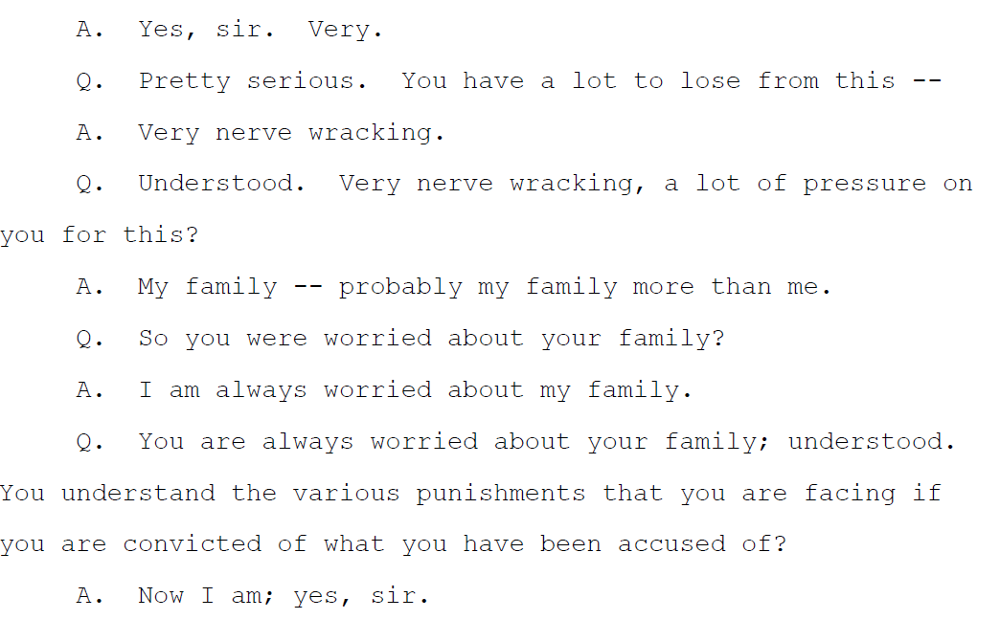 A. Yes, sir. Very.
Q. Pretty serious. You have a lot to lose from this --
A. Very nerve wracking.
Q. Understood. Very nerve wracking, a lot of pressure on
you for this?
A. My family -- probably my family more than me.
Q. So you were worried about your family?
A. I am always worried about my family.
Q. You are always worried about your family; understood.
You understand the various punishments that you are facing if
you are convicted of what you have been accused of?
A. Now I am; yes, sir.